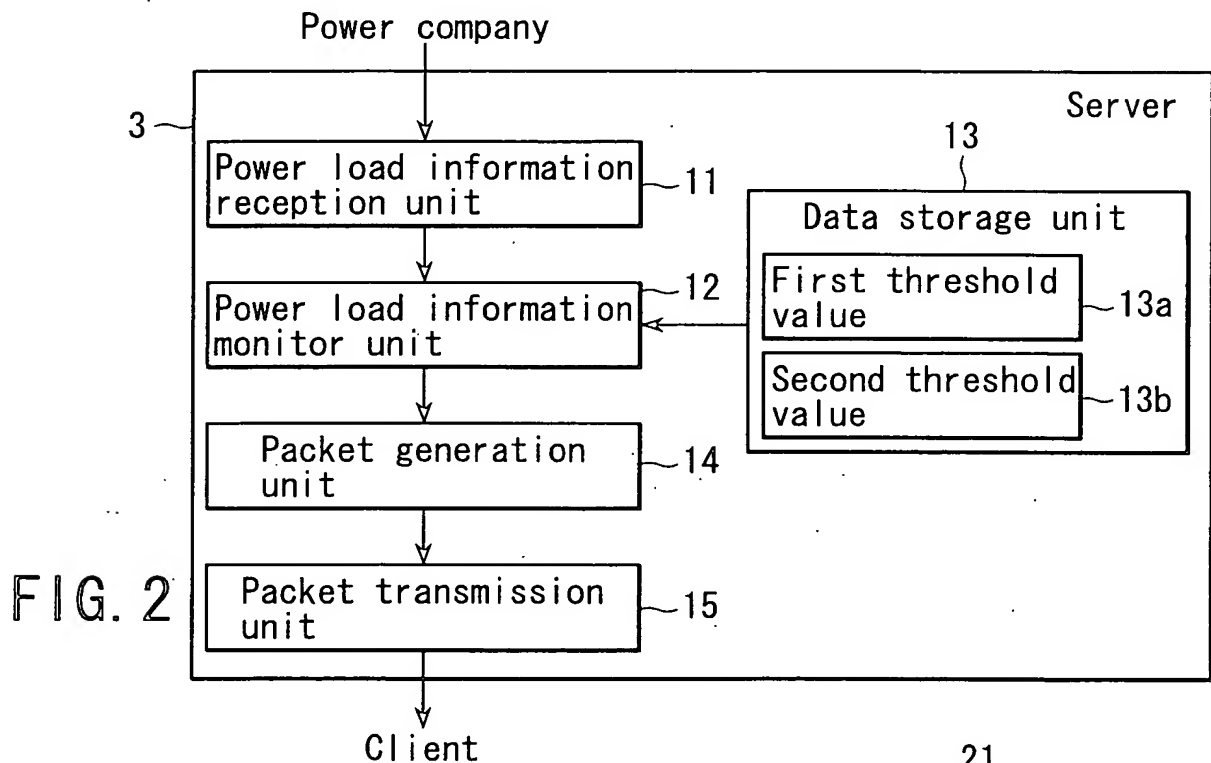 Power company
3
Server
Power load information
reception unit
11
13
Data storage unit
First threshold
value
13a
12
Power load information
monitor unit
Second threshold
value
13b
Packet generation
unit
14
FIG. 2
Packet transmission
unit
15
Client
21